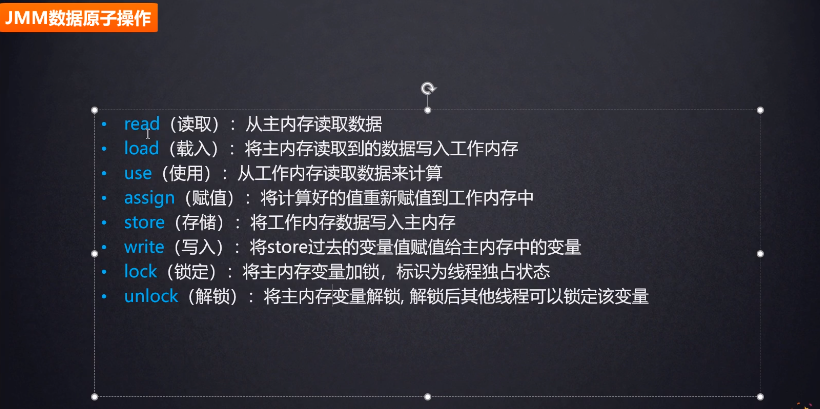 JMM数据原子操作
• read（读取）：从主内存读取数据
• load（载入）：将主内存读取到的数据写入工作内存
• use（使用）：从工作内存读取数据来计算
• assign（赋值）：将计算好的值重新赋值到工作内存中
• store（存储）：将工作内存数据写入主内存
• write（写入）：将store过去的变量值赋值给主内存中的变量
• lock（锁定）：将主内存变量加锁，标识为线程独占状态
• unlock（解锁）：将主内存变量解锁, 解锁后其他线程可以锁定该变量